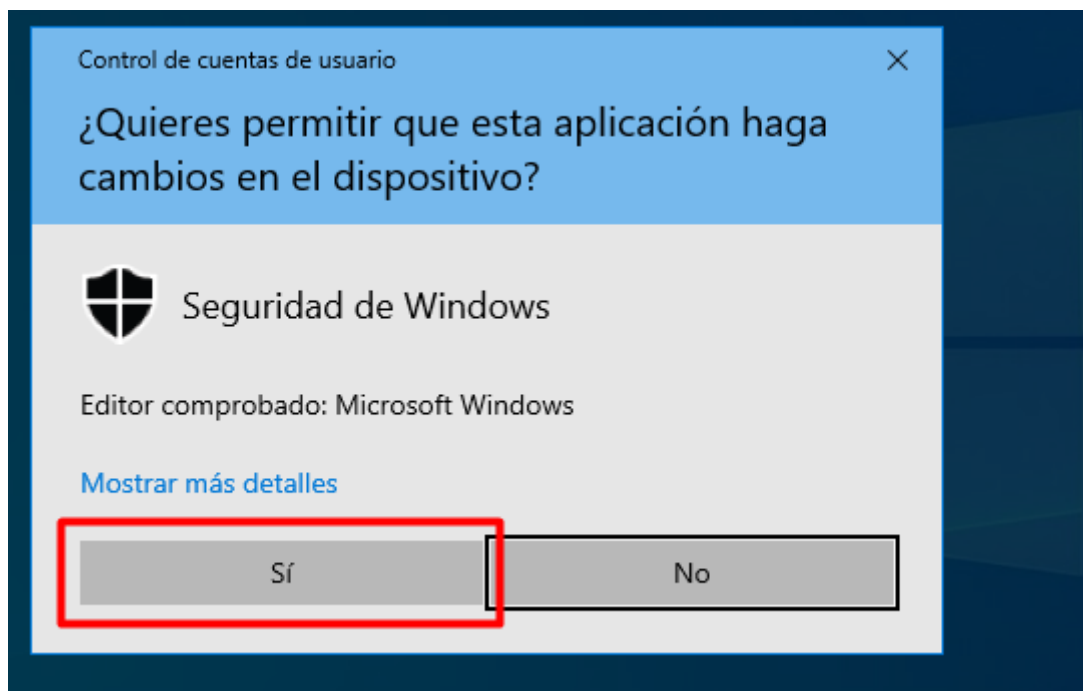 Control de cuentas de usuario
¿Quieres permitir que esta aplicación haga
cambios en el dispositivo?
Seguridad de Windows
Editor comprobado: Microsoft Windows
Mostrar más detalles
Sí
No